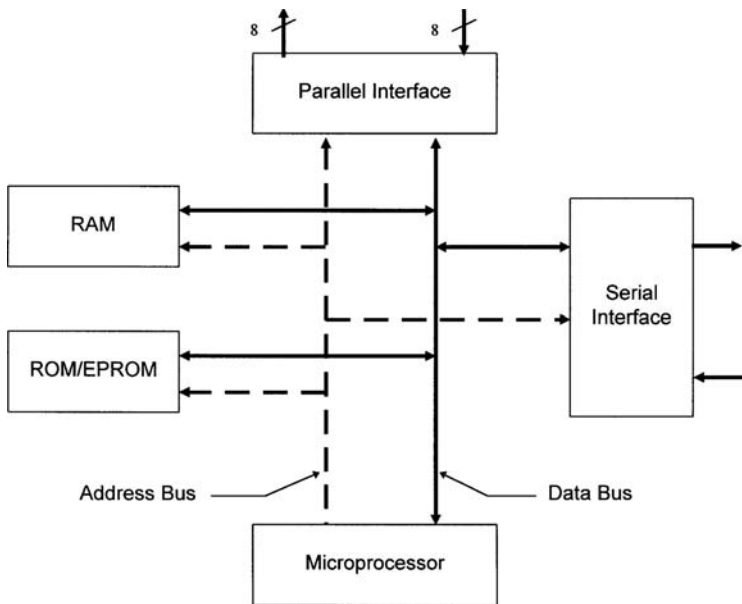 8
8
Parallel Interface
RAM
Serial
Interface
ROM/EPROM
Address Bus
Data Bus
Microprocessor